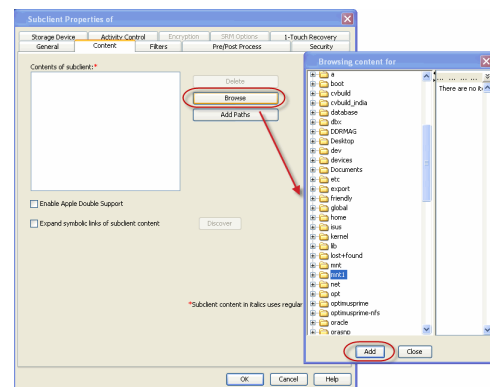 Subclient Properties of
Storage Device Activity Control Encryption SRM Options 1-Touch Recovery
General Content Filters Pre/Post Process Security
Contents of subclient:*
Delete
Browse
Add Paths
Enable Apple Double Support
Expand symbolic links of subclient content
Discover
*Subclient content in italics uses regular
OK Cancel Help
Browsing content for
a
boot
cvbuild
cvbuild_india
database
dbx
DDRMAG
Desktop
dev
devices
Documents
etc
export
friendly
global
home
isus
kernel
lib
lost+found
mnt
mnt1
net
opt
optimusprime
optimusprime-nfs
oracle
orasnp
... ... ... ...
There are no it
Add Close